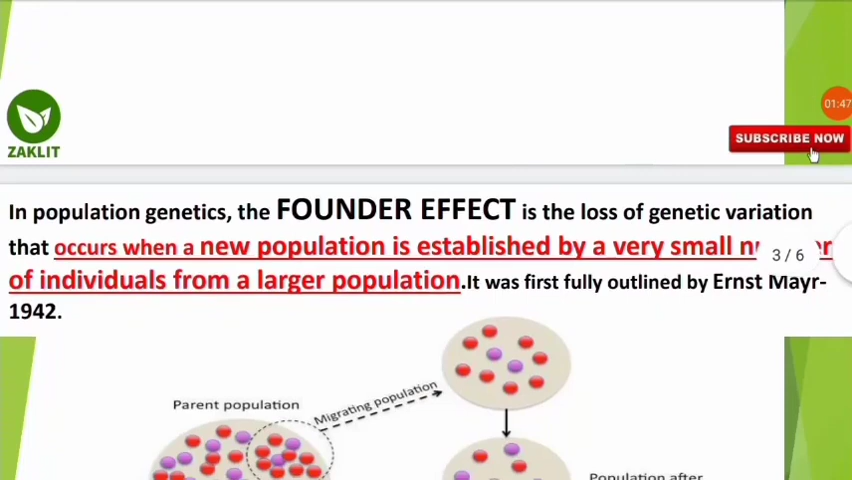 ZAKLIT
01:47
SUBSCRIBE NOW
In population genetics, the FOUNDER EFFECT is the loss of genetic variation
that occurs when a new population is established by a very small
3 / 6
of individuals from a larger population.It was first fully outlined by Ernst Mayr-
1942.
Parent population
Migrating population
Population after